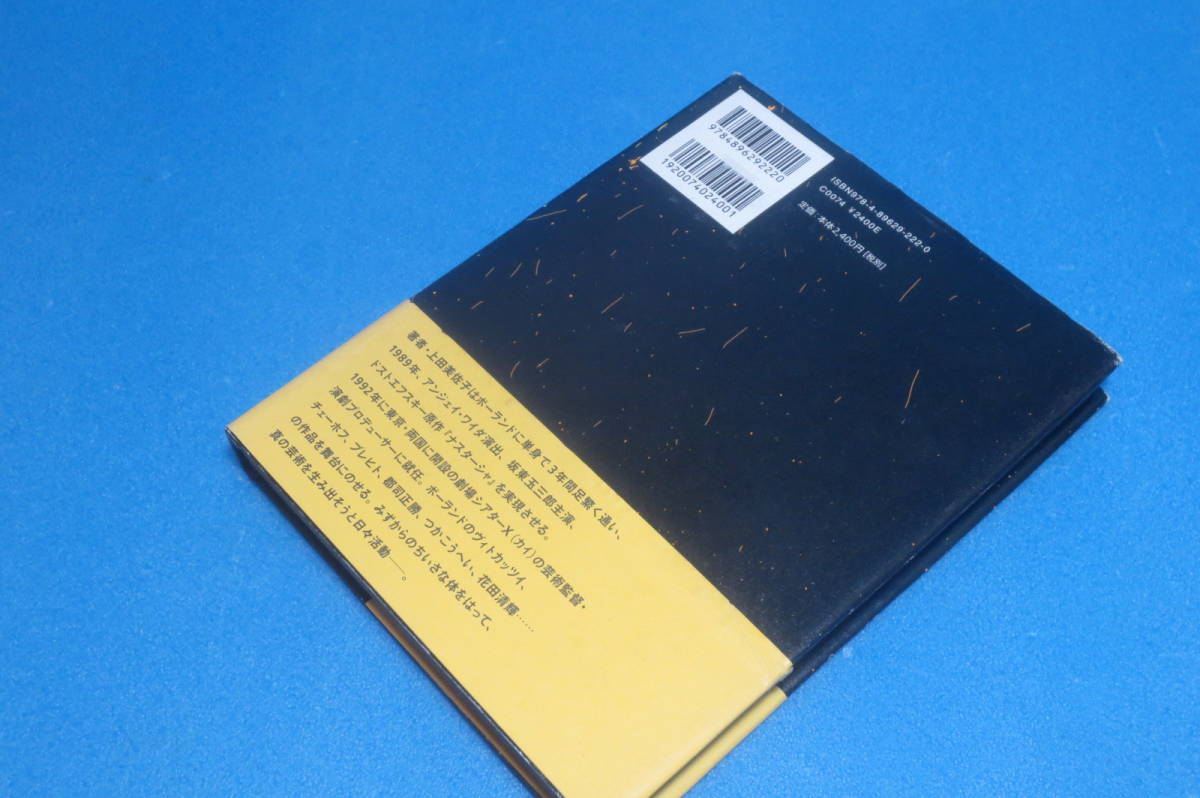 9784896292220
1920074024001
ISBN978-4-89629-222-0
C0074 ¥2400E
定価:本体2,400円[税別]
著者・上田美佐子はポーランドに単身で3年間足繁く通い、
1989年、アンジェイ・ワイダ演出、坂東玉三郎主演、
ドストエフスキー原作『ナスターシャ』を実現させる。
1992年に東京・両国に開設の劇場シアターX(カイ)の芸術監督・
演劇プロデューサーに就任。ポーランドのヴィトカッツイ、
チェーホフ、ブレヒト、郡司正勝、つかこうへい、花田清輝……
の作品を舞台にのせる。みずからのちいさな体をはって、
真の芸術を生み出そうと日々活動――。